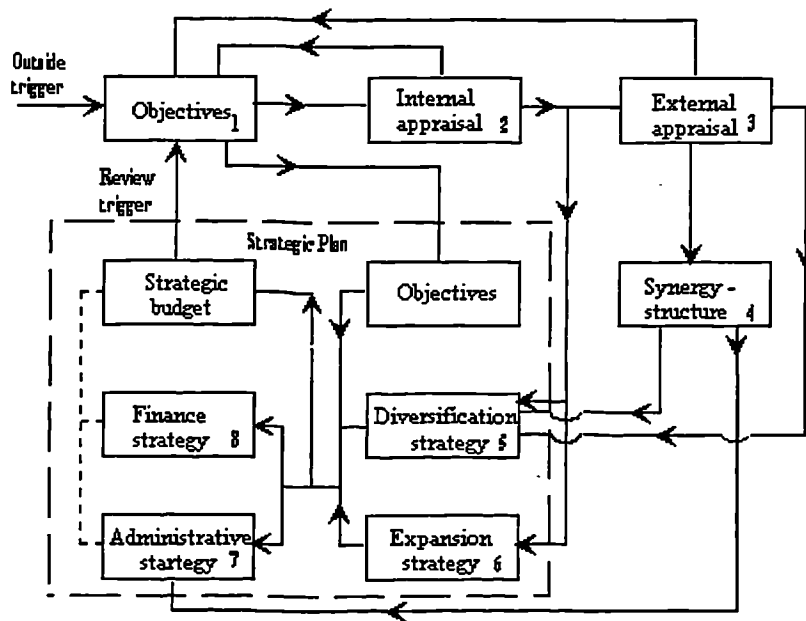 Outside
trigger
Objectives 1
Internal
appraisal 2
External
appraisal 3
Review
trigger
Strategic Plan
Strategic
budget
Objectives
Synergy -
structure 4
Finance
strategy 8
Diversification
strategy 5
Administrative
startegy 7
Expansion
strategy 6